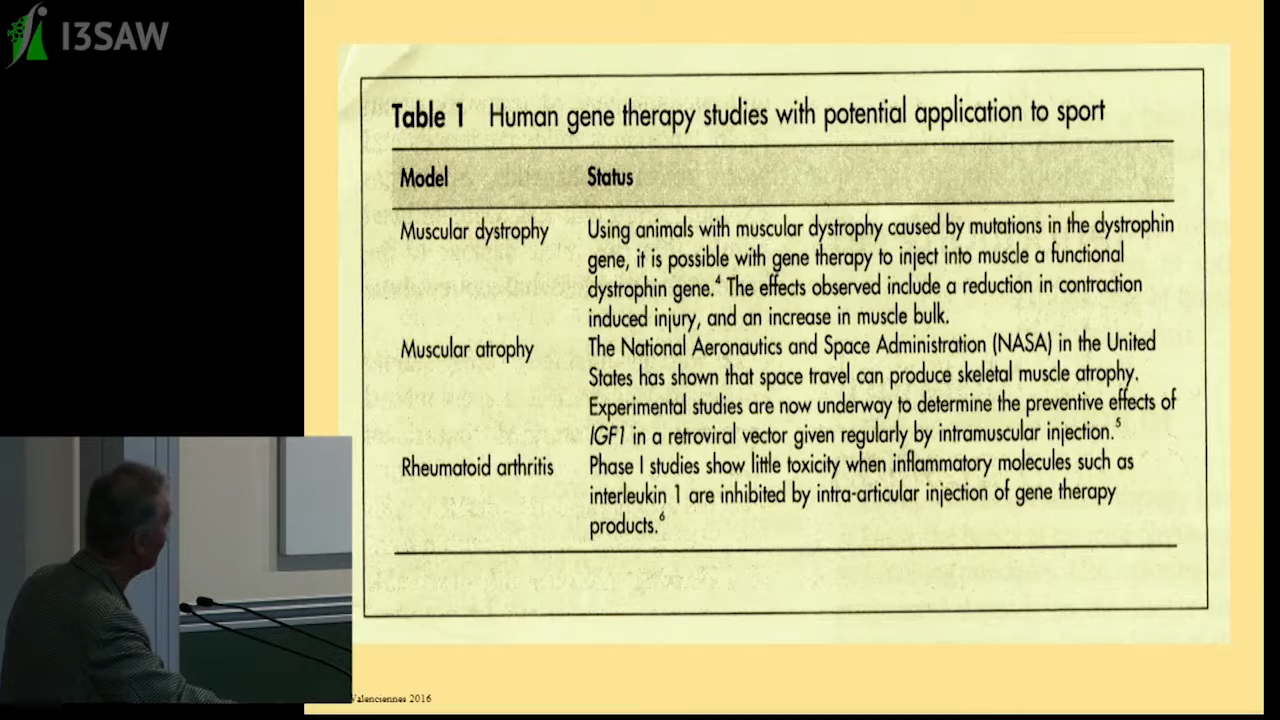 I3SAW
Table 1 Human gene therapy studies with potential application to sport
Model Status
Muscular dystrophy Using animals with muscular dystrophy caused by mutations in the dystrophin
gene, it is possible with gene therapy to inject into muscle a functional
dystrophin gene.⁴ The effects observed include a reduction in contraction
induced injury, and an increase in muscle bulk.
Muscular atrophy The National Aeronautics and Space Administration (NASA) in the United
States has shown that space travel can produce skeletal muscle atrophy.
Experimental studies are now underway to determine the preventive effects of
IGF1 in a retroviral vector given regularly by intramuscular injection.⁵
Rheumatoid arthritis Phase I studies show little toxicity when inflammatory molecules such as
interleukin 1 are inhibited by intra-articular injection of gene therapy
products.⁶
Valenciennes 2016